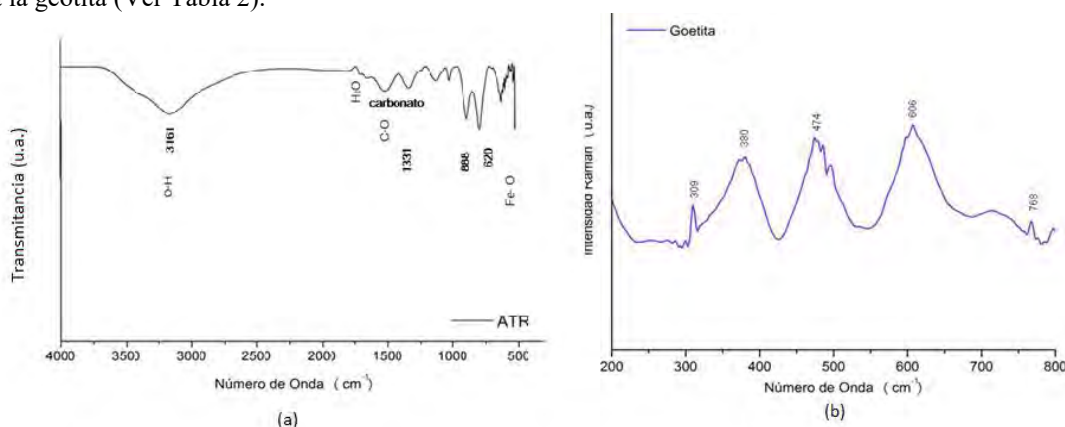 a la geotita (Ver Tabla 2).
Transmitancia (u.a.)
3161
O-H
H₂O
carbonato
C-O
1331
888
620
Fe- O
ATR
4000 3500 3000 2500 2000 1500 1000 500
Número de Onda ( cm⁻¹)
(a)
Intensidad Raman (u.a.)
Goetita
309
380
474
606
768
200 300 400 500 600 700 800
Número de Onda ( cm⁻¹)
(b)